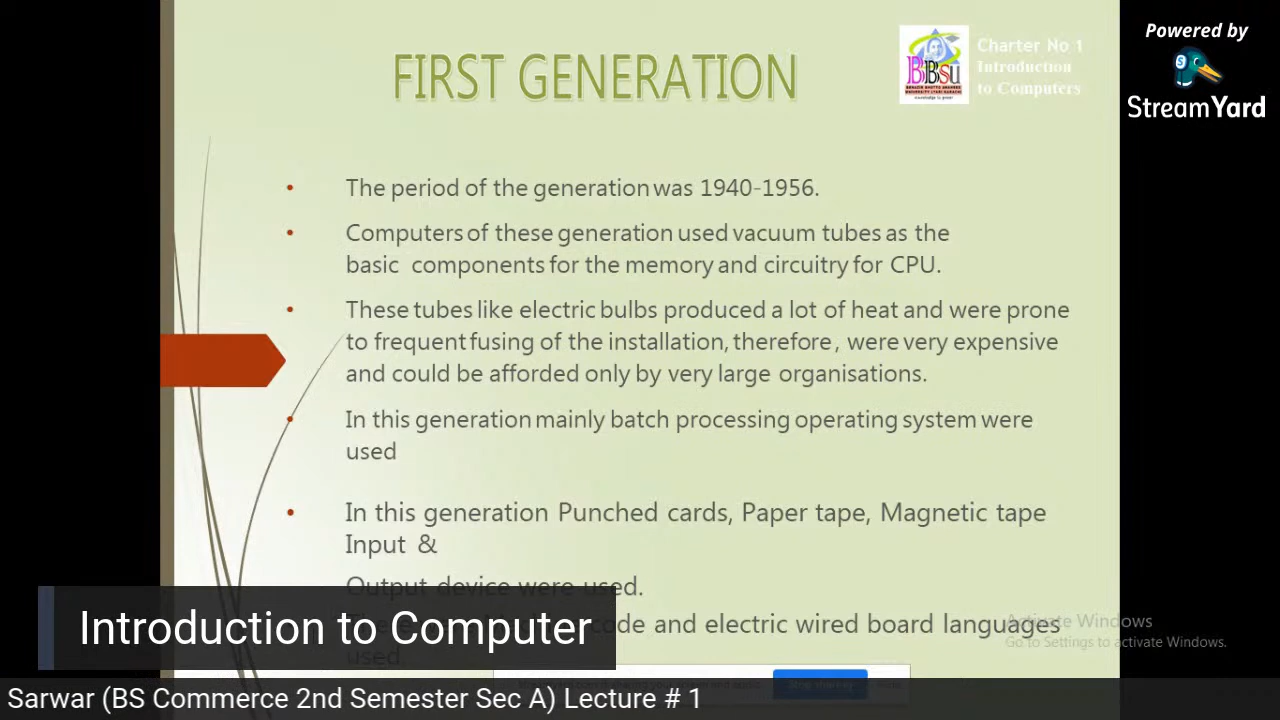 Powered by
StreamYard
FIRST GENERATION
Charter No 1
Introduction
to Computers
BBSU
• The period of the generation was 1940-1956.
• Computers of these generation used vacuum tubes as the
basic components for the memory and circuitry for CPU.
• These tubes like electric bulbs produced a lot of heat and were prone
to frequent fusing of the installation, therefore, were very expensive
and could be afforded only by very large organisations.
• In this generation mainly batch processing operating system were
used
• In this generation Punched cards, Paper tape, Magnetic tape
Input &
Output device were used.
code and electric wired board languages
used.
Activate Windows
Go to Settings to activate Windows.
Introduction to Computer
Stop sharing
Hide
Sarwar (BS Commerce 2nd Semester Sec A) Lecture # 1